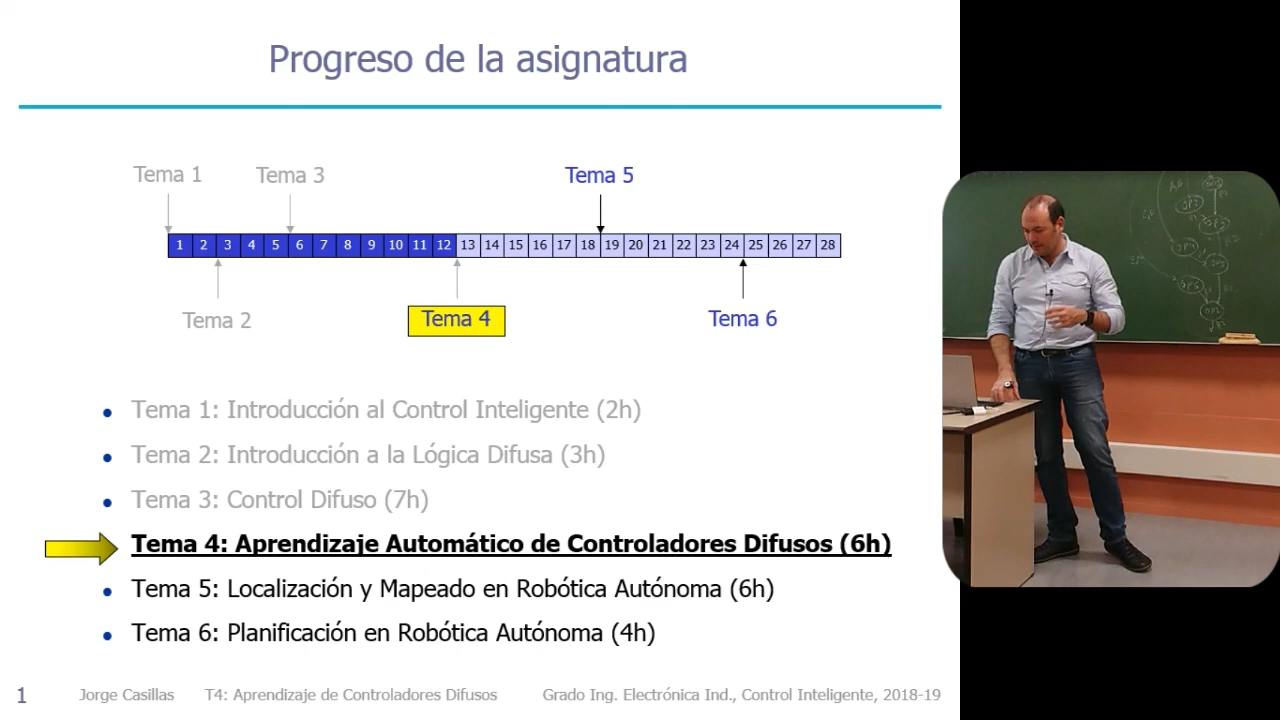 Progreso de la asignatura
Tema 1 Tema 3 Tema 5
1 2 3 4 5 6 7 8 9 10 11 12 13 14 15 16 17 18 19 20 21 22 23 24 25 26 27 28
Tema 2 Tema 4 Tema 6
• Tema 1: Introducción al Control Inteligente (2h)
• Tema 2: Introducción a la Lógica Difusa (3h)
• Tema 3: Control Difuso (7h)
Tema 4: Aprendizaje Automático de Controladores Difusos (6h)
• Tema 5: Localización y Mapeado en Robótica Autónoma (6h)
• Tema 6: Planificación en Robótica Autónoma (4h)
1 Jorge Casillas T4: Aprendizaje de Controladores Difusos Grado Ing. Electrónica Ind., Control Inteligente, 2018-19